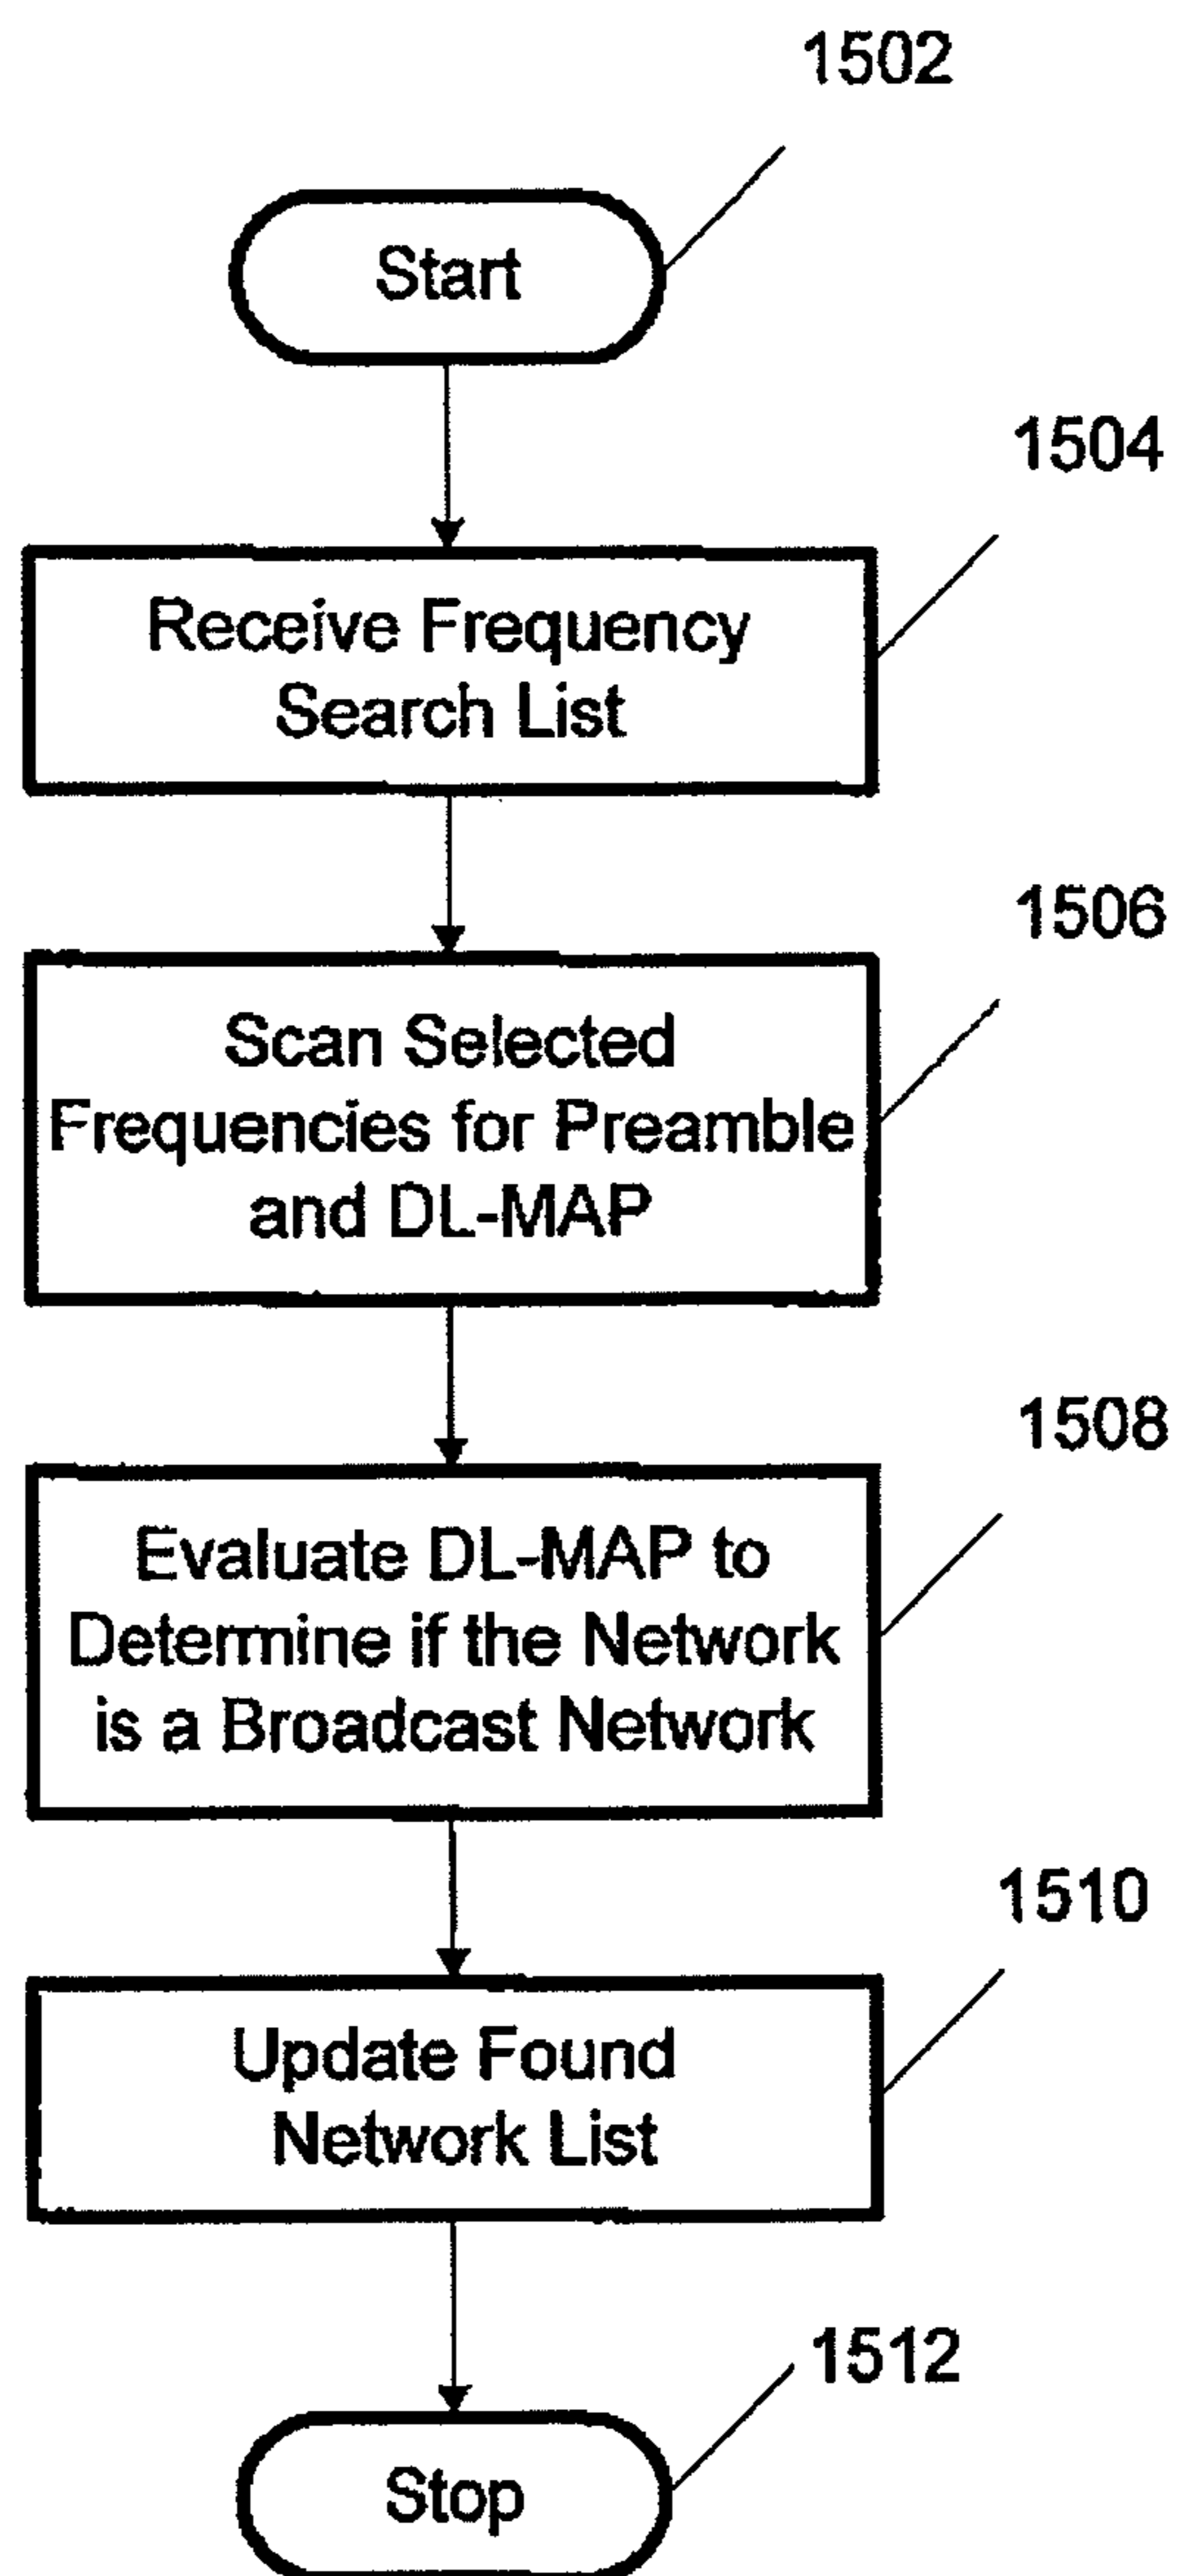 1502
Start
1504
Receive Frequency
Search List
1506
Scan Selected
Frequencies for Preamble
and DL-MAP
1508
Evaluate DL-MAP to
Determine if the Network
is a Broadcast Network
1510
Update Found
Network List
1512
Stop